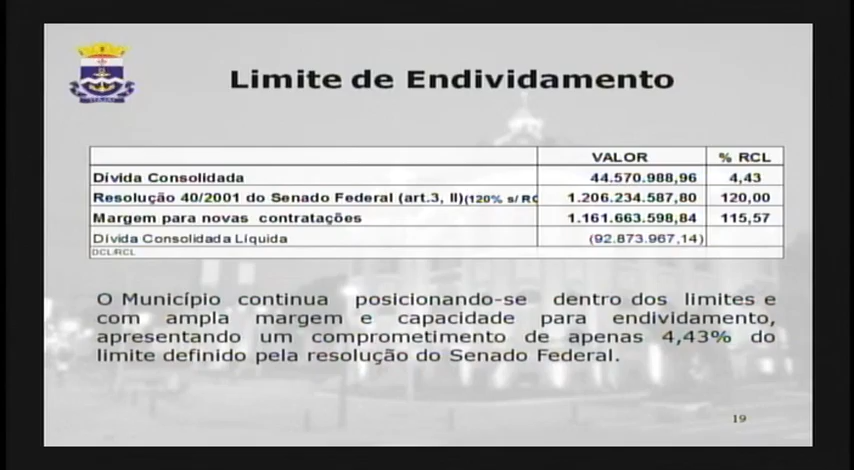 Limite de Endividamento
VALOR % RCL
Dívida Consolidada 44.570.988,96 4,43
Resolução 40/2001 do Senado Federal (art.3, II)(120% s/ RC 1.206.234.587,80 120,00
Margem para novas contratações 1.161.663.598,84 115,57
Dívida Consolidada Líquida (92.873.967,14)
DCL/RCL
O Município continua posicionando-se dentro dos limites e
com ampla margem e capacidade para endividamento,
apresentando um comprometimento de apenas 4,43% do
limite definido pela resolução do Senado Federal.
19